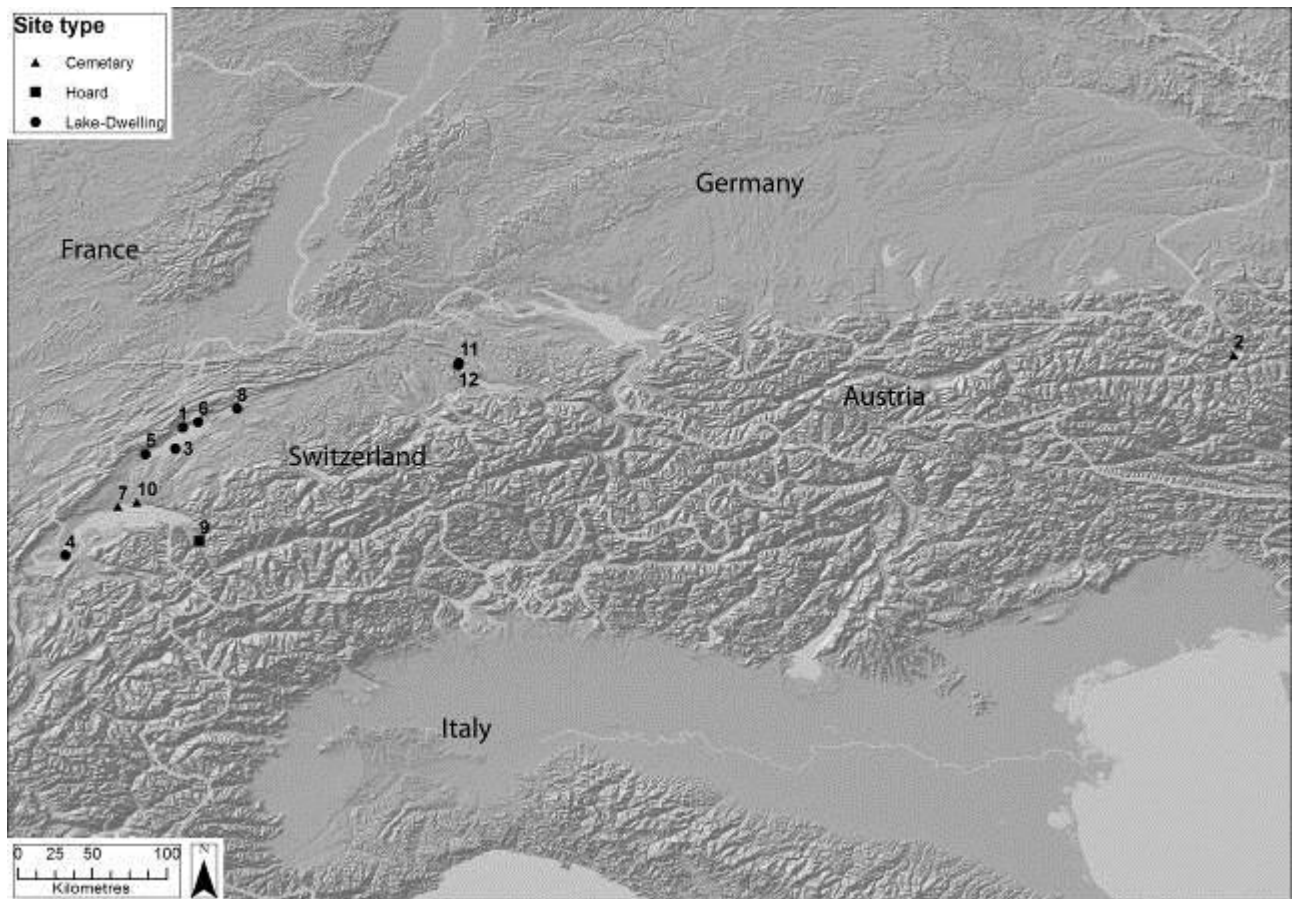 Site type
Cemetary
Hoard
Lake-Dwelling
Germany
France
2
11
12
Austria
8
6
1
3
5
Switzerland
7
10
9
4
Italy
0 25 50 100
Kilometres
N